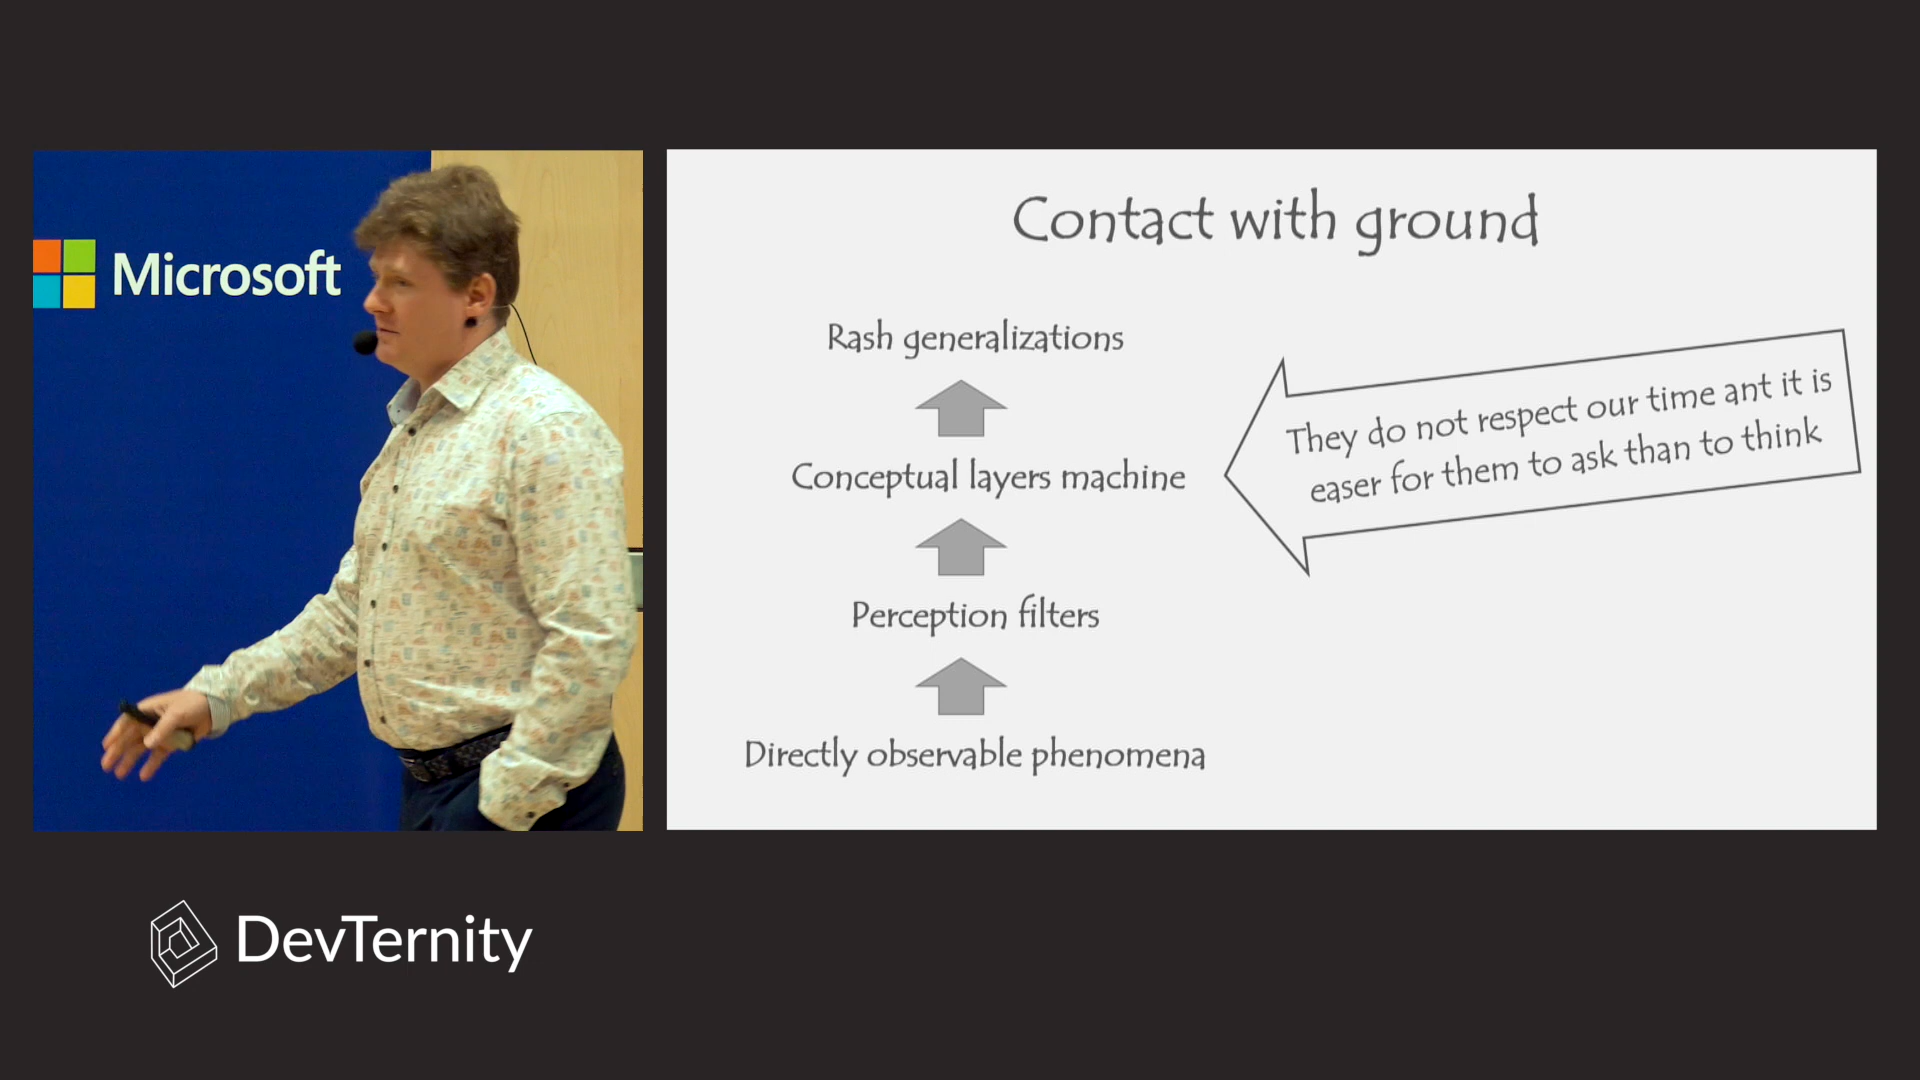 Microsoft
Contact with ground
Rash generalizations
They do not respect our time ant it is
easer for them to ask than to think
Conceptual layers machine
Perception filters
Directly observable phenomena
DevTernity